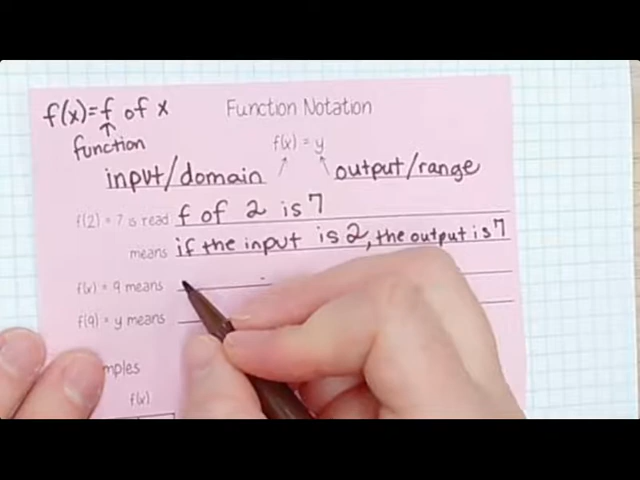 f(x)=f of x
Function Notation
function
f(x) = y
input/domain
output/range
f(2) = 7 is read f of 2 is 7
means if the input is 2, the output is 7
f(x) = 9 means
f(9) = y means
mples
f(x)